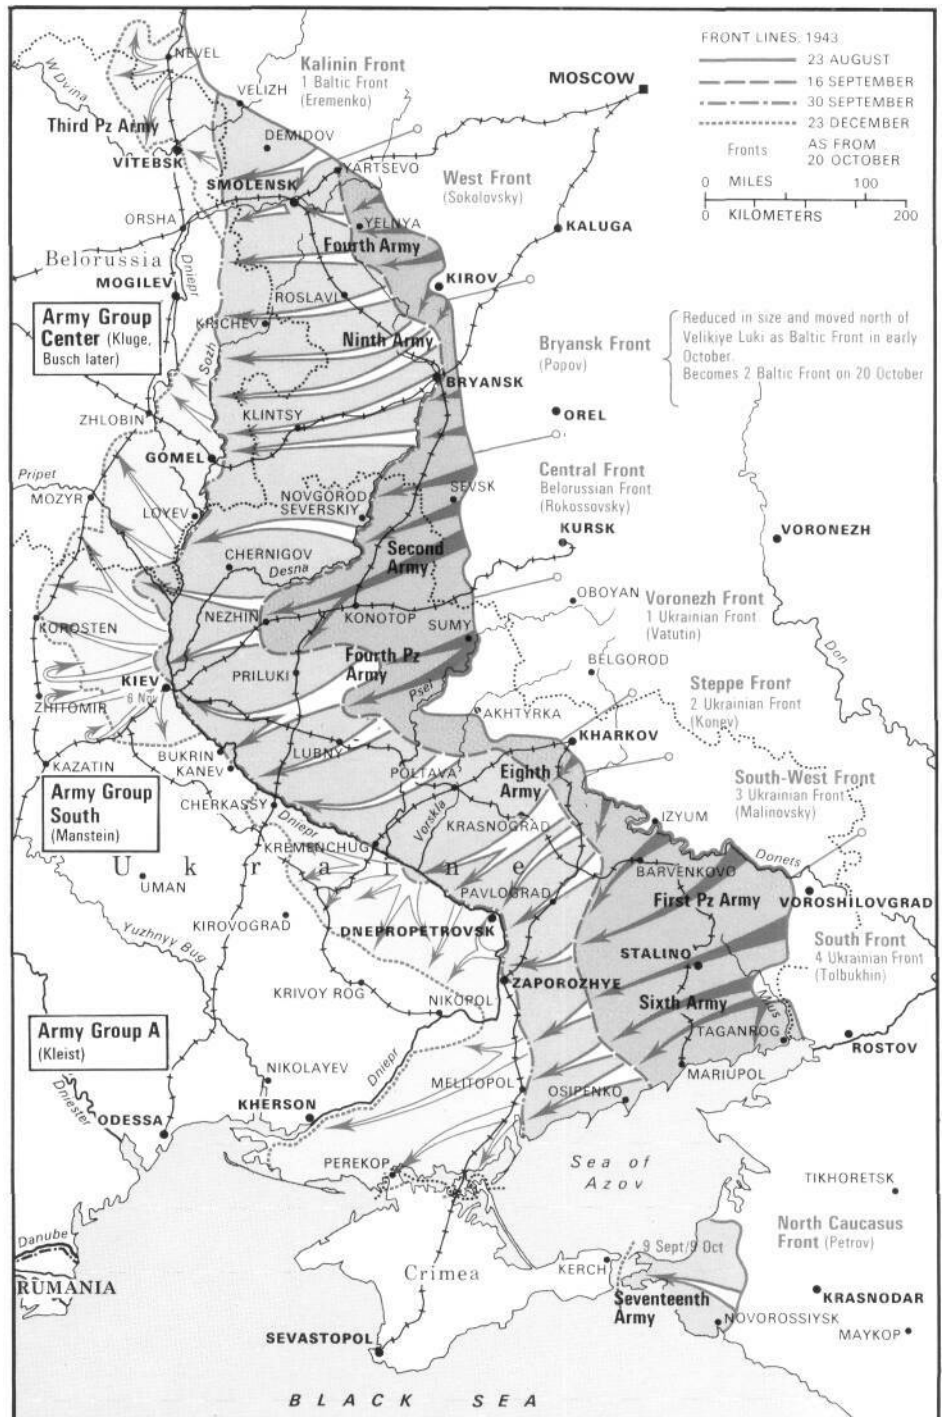 FRONT LINES, 1943
23 AUGUST
16 SEPTEMBER
30 SEPTEMBER
23 DECEMBER
Fronts
AS FROM
20 OCTOBER
0 MILES 100
0 KILOMETERS 200
NEVEL
W Dvina
VELIZH
Kalinin Front
1 Baltic Front
(Eremenko)
MOSCOW
Third Pz Army
DEMIDOV
VITEBSK
YARTSEVO
SMOLENSK
West Front
(Sokolovsky)
ORSHA
YELNYA
KALUGA
Fourth Army
Belorussia
Dniepr
MOGILEV
KIROV
ROSLAVL
Army Group
Center (Kluge,
Busch later)
KRICHEV
Sozh
Ninth Army
Bryansk Front
(Popov)
Reduced in size and moved north of
Velikiye Luki as Baltic Front in early
October.
Becomes 2 Baltic Front on 20 October
BRYANSK
ZHLOBIN
KLINTSY
OREL
GOMEL
Pripet
MOZYR
Central Front
Belorussian Front
(Rokossovsky)
LOYEV
NOVGOROD
SEVERSKIY
SEVSK
KURSK
VORONEZH
CHERNIGOV
Desna
Second
Army
OBOYAN
Voronezh Front
1 Ukrainian Front
(Vatutin)
KOROSTEN
NEZHIN
KONOTOP
SUMY
Fourth Pz
Army
BELGOROD
Don
KIEV
6 Nov
PRILUKI
Psel
Steppe Front
2 Ukrainian Front
(Konev)
ZHITOMIR
AKHTYRKA
KHARKOV
BUKRIN
KANEV
LUBNY
KAZATIN
POLTAVA
Eighth
Army
South-West Front
3 Ukrainian Front
(Malinovsky)
Army Group
South
(Manstein)
CHERKASSY
Dniepr
Vorskla
KRASNOGRAD
IZYUM
KREMENCHUG
Donets
Ukraine
BARVENKOVO
UMAN
PAVLOGRAD
First Pz Army
VOROSHILOVGRAD
KIROVOGRAD
DNEPROPETROVSK
Yuzhnyy Bug
STALINO
South Front
4 Ukrainian Front
(Tolbukhin)
ZAPOROZHYE
KRIVOY ROG
NIKOPOL
Sixth Army
Mius
Army Group A
(Kleist)
TAGANROG
ROSTOV
NIKOLAYEV
Dniepr
MELITOPOL
MARIUPOL
OSIPENKO
Dniester
KHERSON
ODESSA
PEREKOP
Sea of
Azov
TIKHORETSK
North Caucasus
Front (Petrov)
Danube
9 Sept/9 Oct
RUMANIA
Crimea
KERCH
Seventeenth
Army
KRASNODAR
NOVOROSSIYSK
MAYKOP
SEVASTOPOL
BLACK SEA